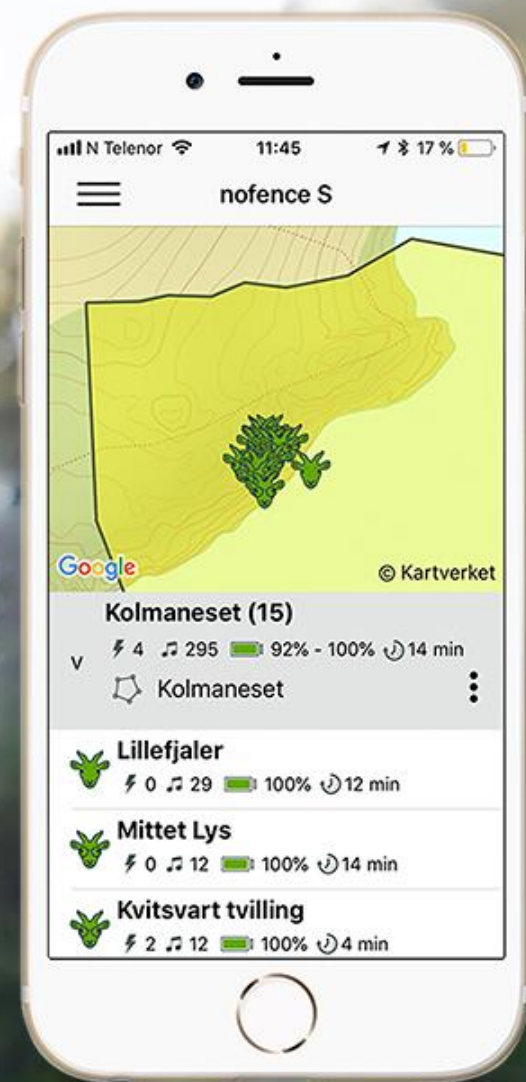 N Telenor 11:45 17 %
nofence S
Google © Kartverket
Kolmaneset (15)
4 295 92% - 100% 14 min
v
Kolmaneset
Lillefjaler
0 29 100% 12 min
Mittet Lys
0 12 100% 14 min
Kvitsvart tvilling
2 12 100% 4 min